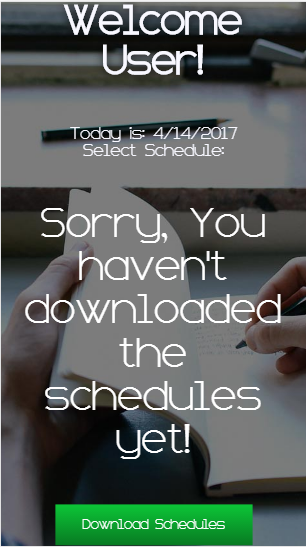 Welcome
User!
Today is: 4/14/2017
Select Schedule:
Sorry, You
haven't
downloaded
the
schedules
yet!
Download Schedules